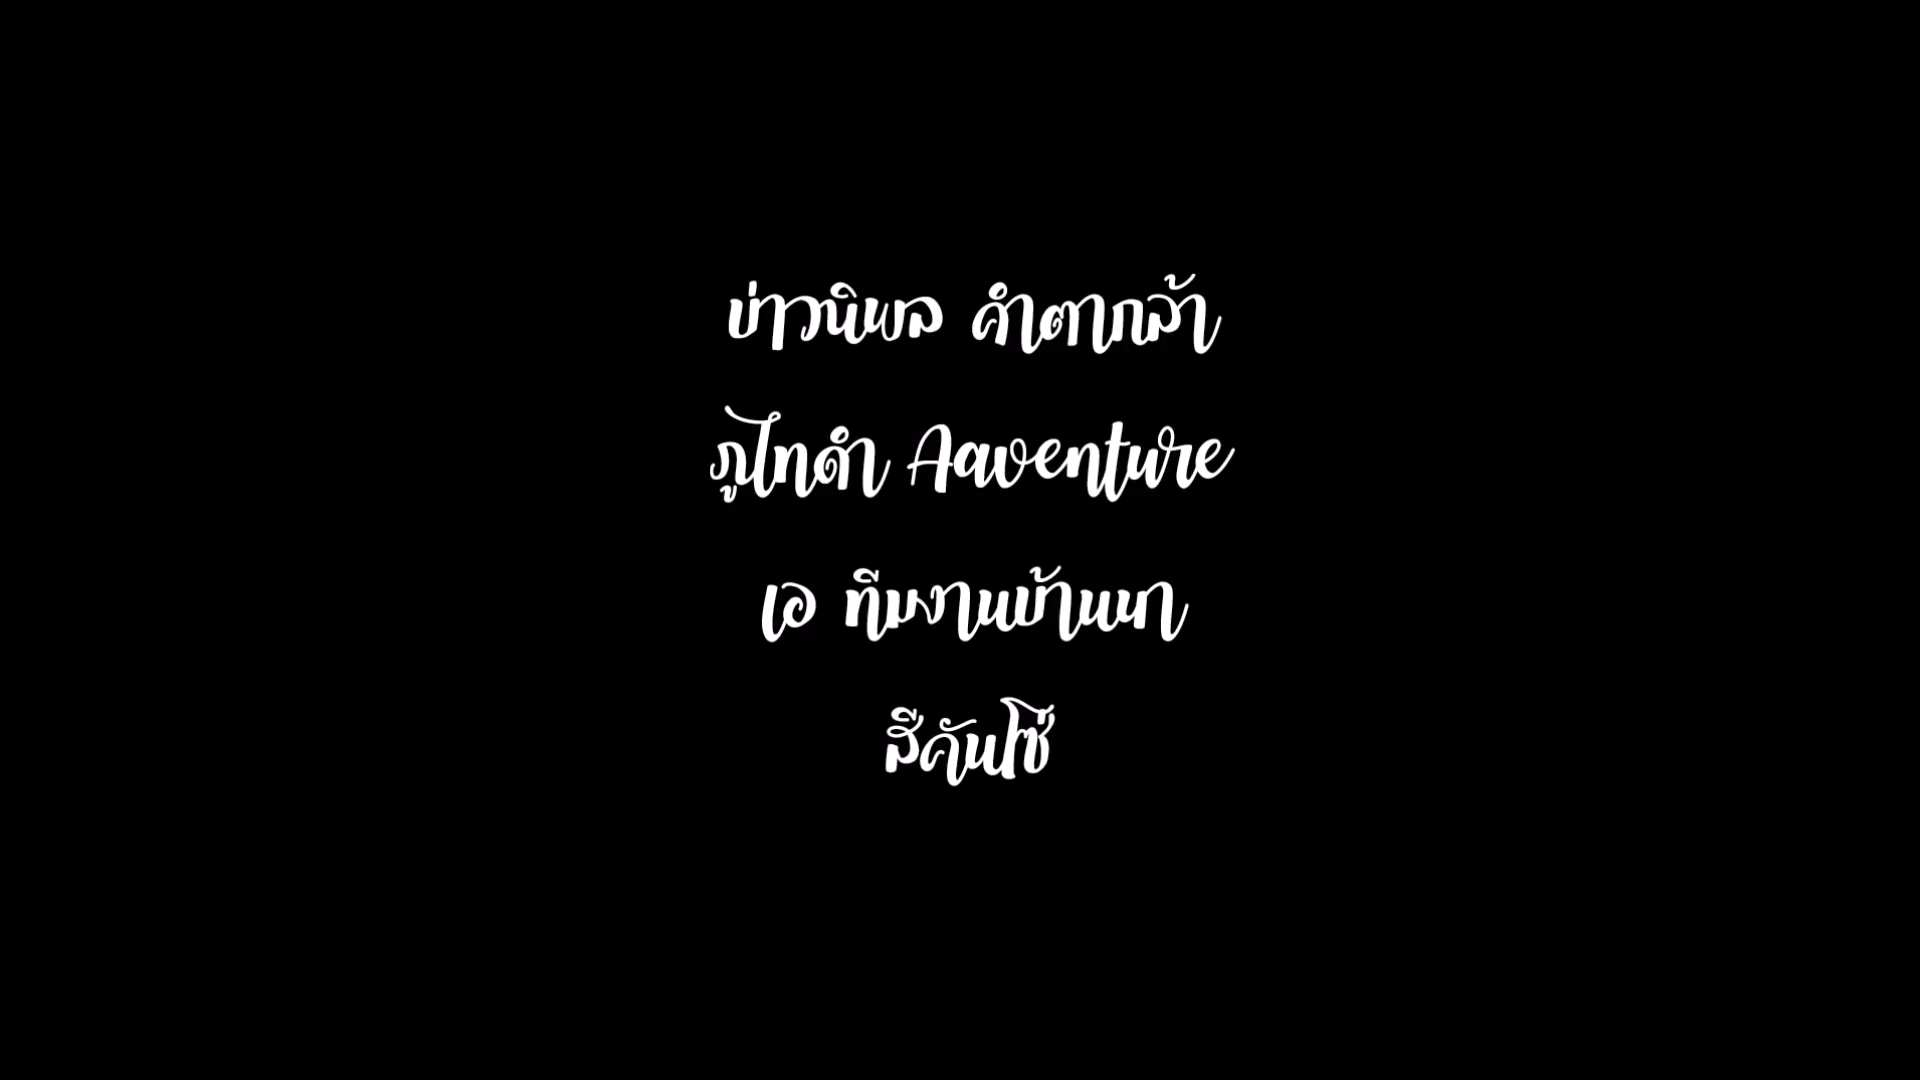 บ่าวนิพล คำตากล้า
ภูไทดำ Aaventure
เอ ทีมงานบ้านนา
สีคันโซ่